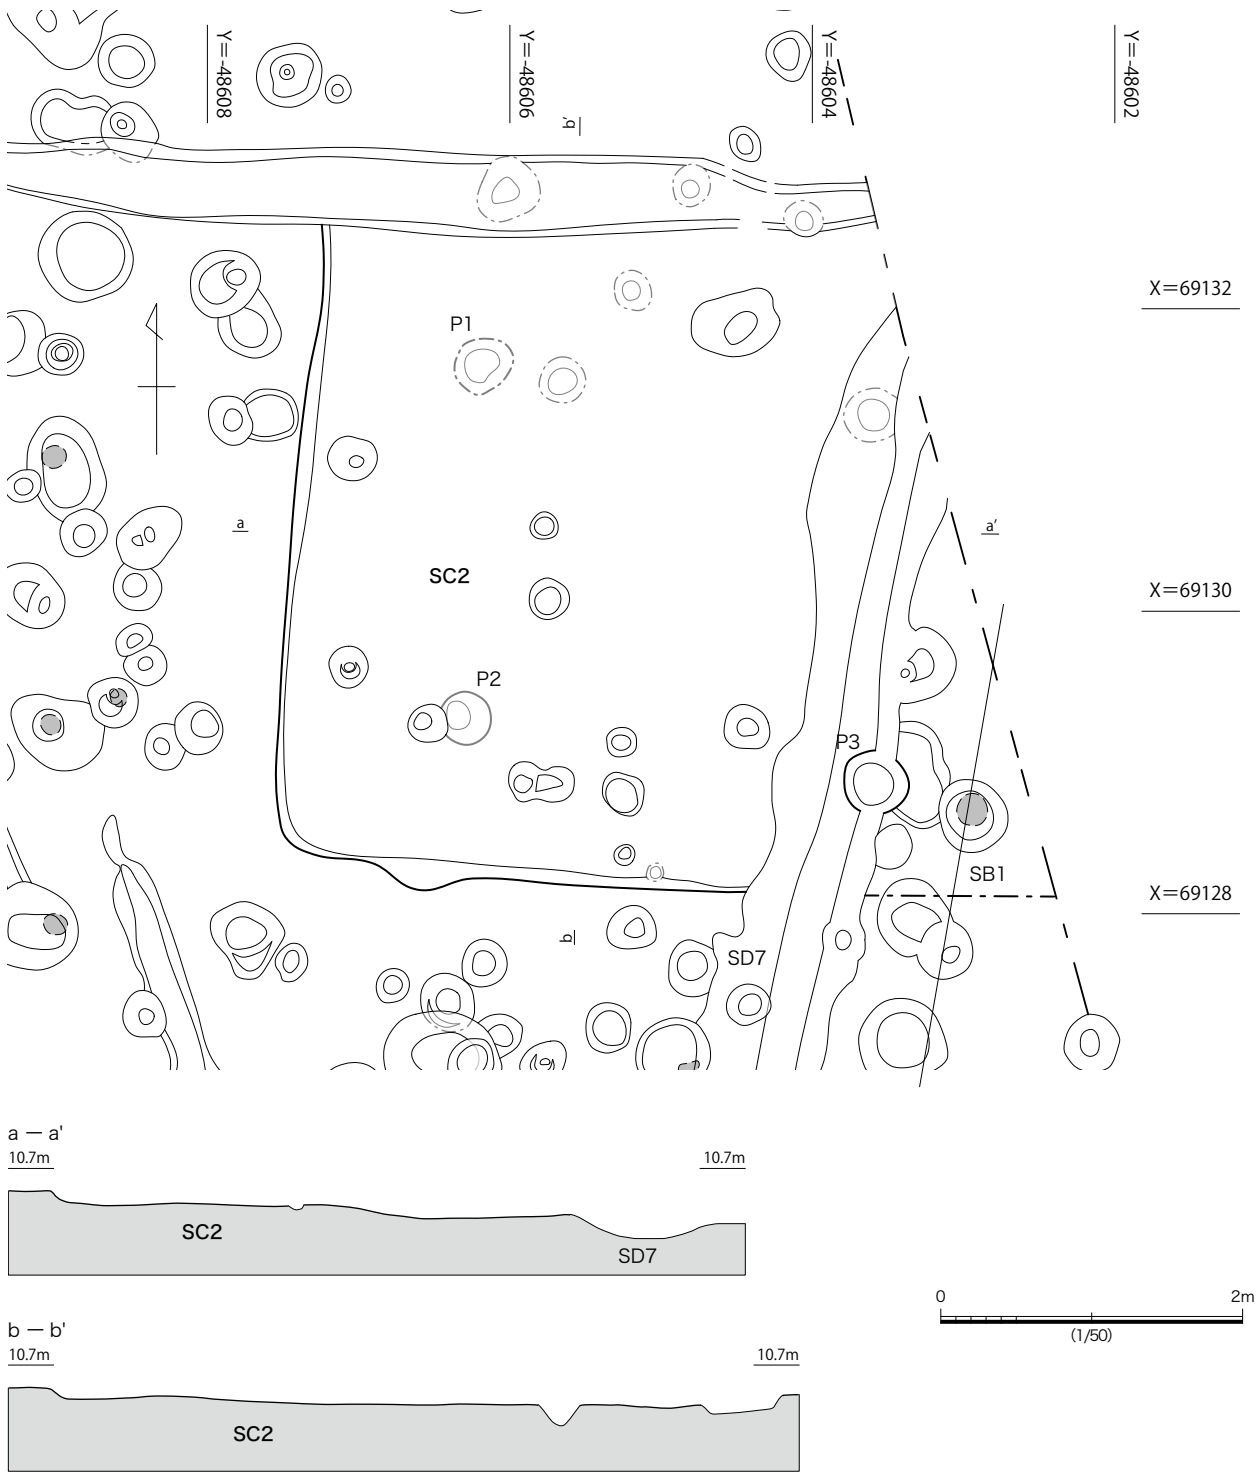 Y=-48608
Y=-48606
Y=-48604
Y=-48602
b'
X=69132
P1
a
a'
SC2
X=69130
P2
P3
SB1
X=69128
b
SD7
a — a'
10.7m
10.7m
SC2
SD7
0
2m
(1/50)
b — b'
10.7m
10.7m
SC2